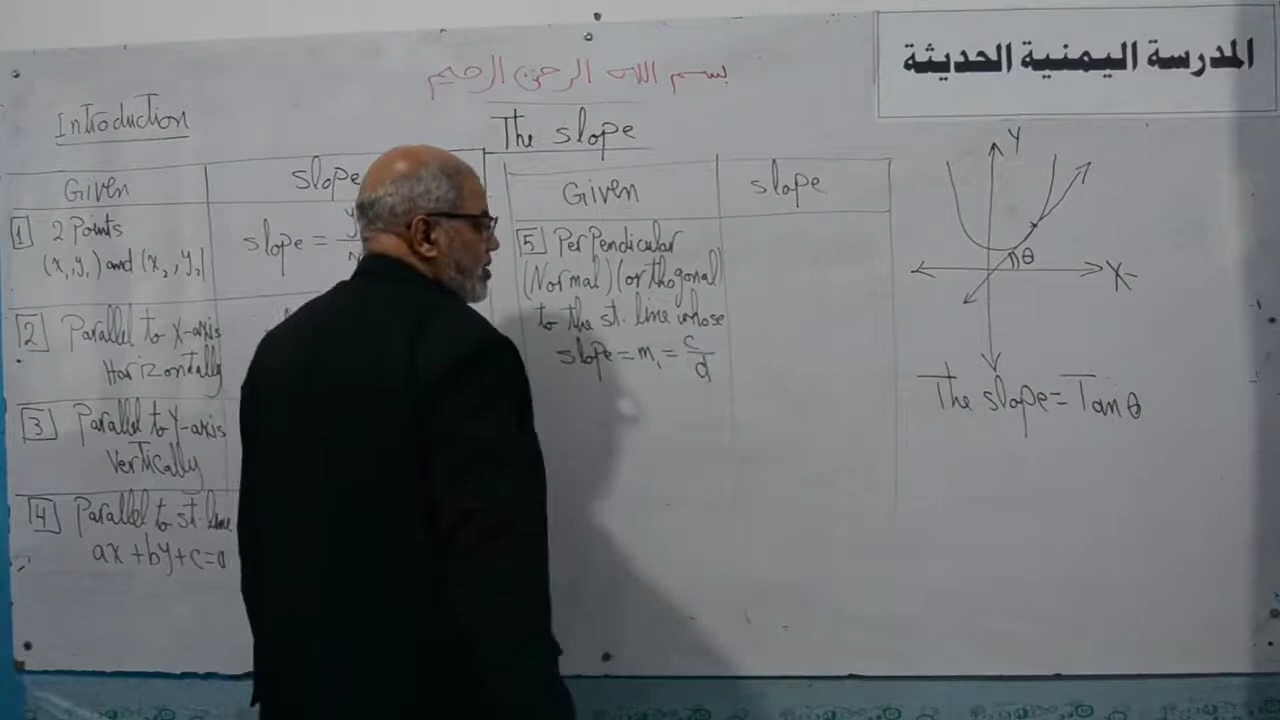 المدرسة اليمنية الحديثة
بسم الله الرحمن الرحيم
Introduction
The slope
Given
slope
1 2 Points
(x₁,y₁) and (x₂,y₂)
slope =
2 Parallel to X-axis
Horizontally
3 Parallel to Y-axis
Vertically
4 Parallel to st. line
ax + by + c = 0
Given
slope
5 Perpendicular
(Normal) (orthogonal)
to the st. line whose
slope = m₁ = c/d
Y
θ
X
The slope = Tan θ